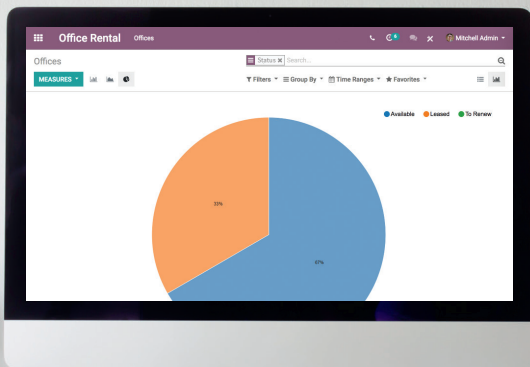 Office Rental Offices 4 Mitchell Admin
Offices Status × Search...
MEASURES Filters Group By Time Ranges Favorites
Available Leased To Renew
33%
67%